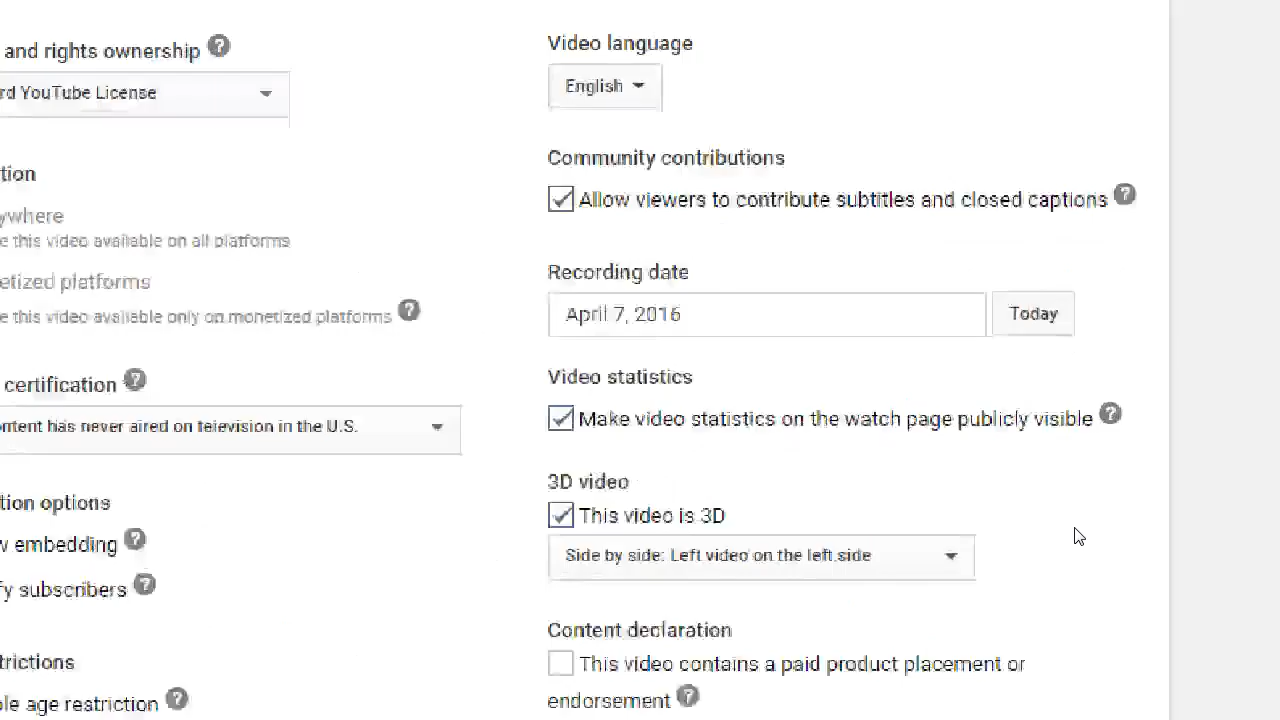 and rights ownership
rd YouTube License
tion
ywhere
e this video available on all platforms
etized platforms
e this video available only on monetized platforms
certification
ontent has never aired on television in the U.S.
tion options
w embedding
fy subscribers
trictions
ble age restriction
Video language
English
Community contributions
Allow viewers to contribute subtitles and closed captions
Recording date
April 7, 2016
Today
Video statistics
Make video statistics on the watch page publicly visible
3D video
This video is 3D
Side by side: Left video on the left side
Content declaration
This video contains a paid product placement or
endorsement